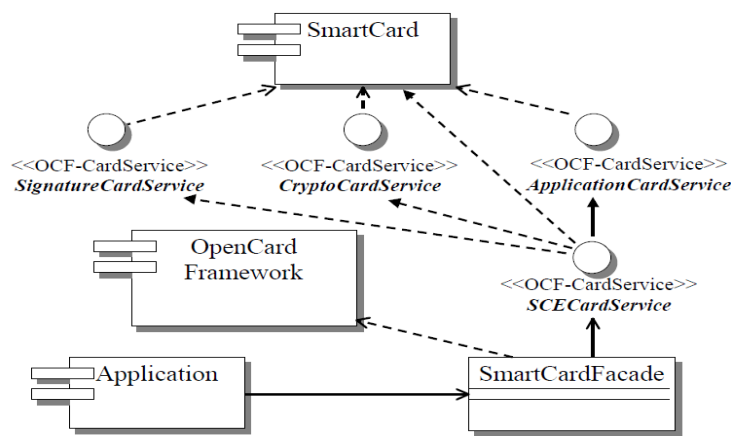 SmartCard
<<OCF-CardService>>
SignatureCardService
<<OCF-CardService>>
CryptoCardService
<<OCF-CardService>>
ApplicationCardService
OpenCard
Framework
<<OCF-CardService>>
SCECardService
Application
SmartCardFacade